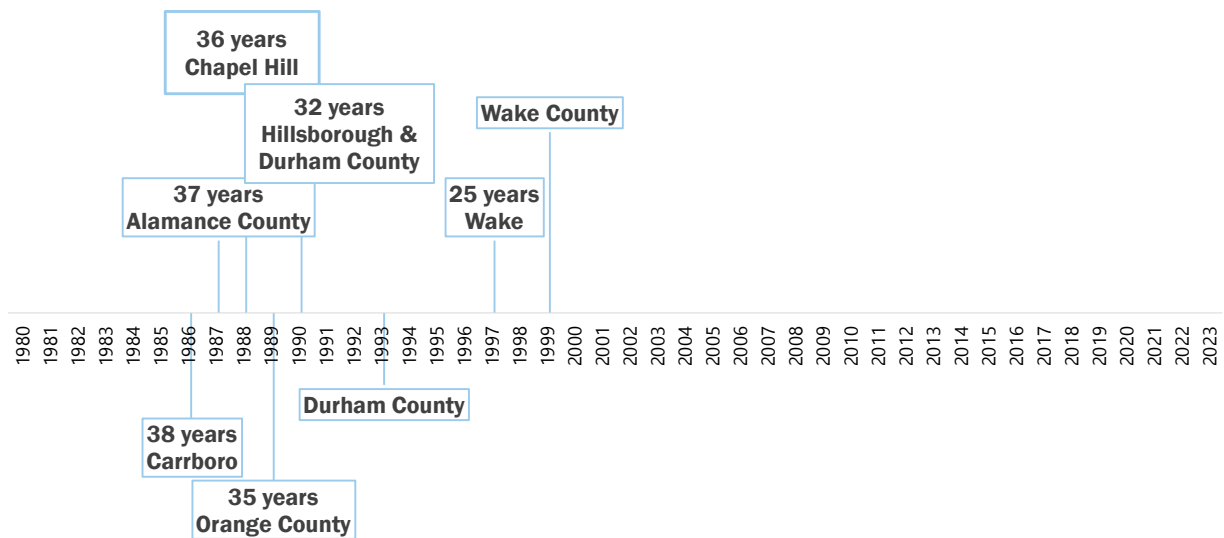 36 years
Chapel Hill
32 years
Hillsborough &
Durham County
Wake County
37 years
Alamance County
25 years
Wake
1980
1981
1982
1983
1984
1985
1986
1987
1988
1989
1990
1991
1992
1993
1994
1995
1996
1997
1998
1999
2000
2001
2002
2003
2004
2005
2006
2007
2008
2009
2010
2011
2012
2013
2014
2015
2016
2017
2018
2019
2020
2021
2022
2023
Durham County
38 years
Carrboro
35 years
Orange County